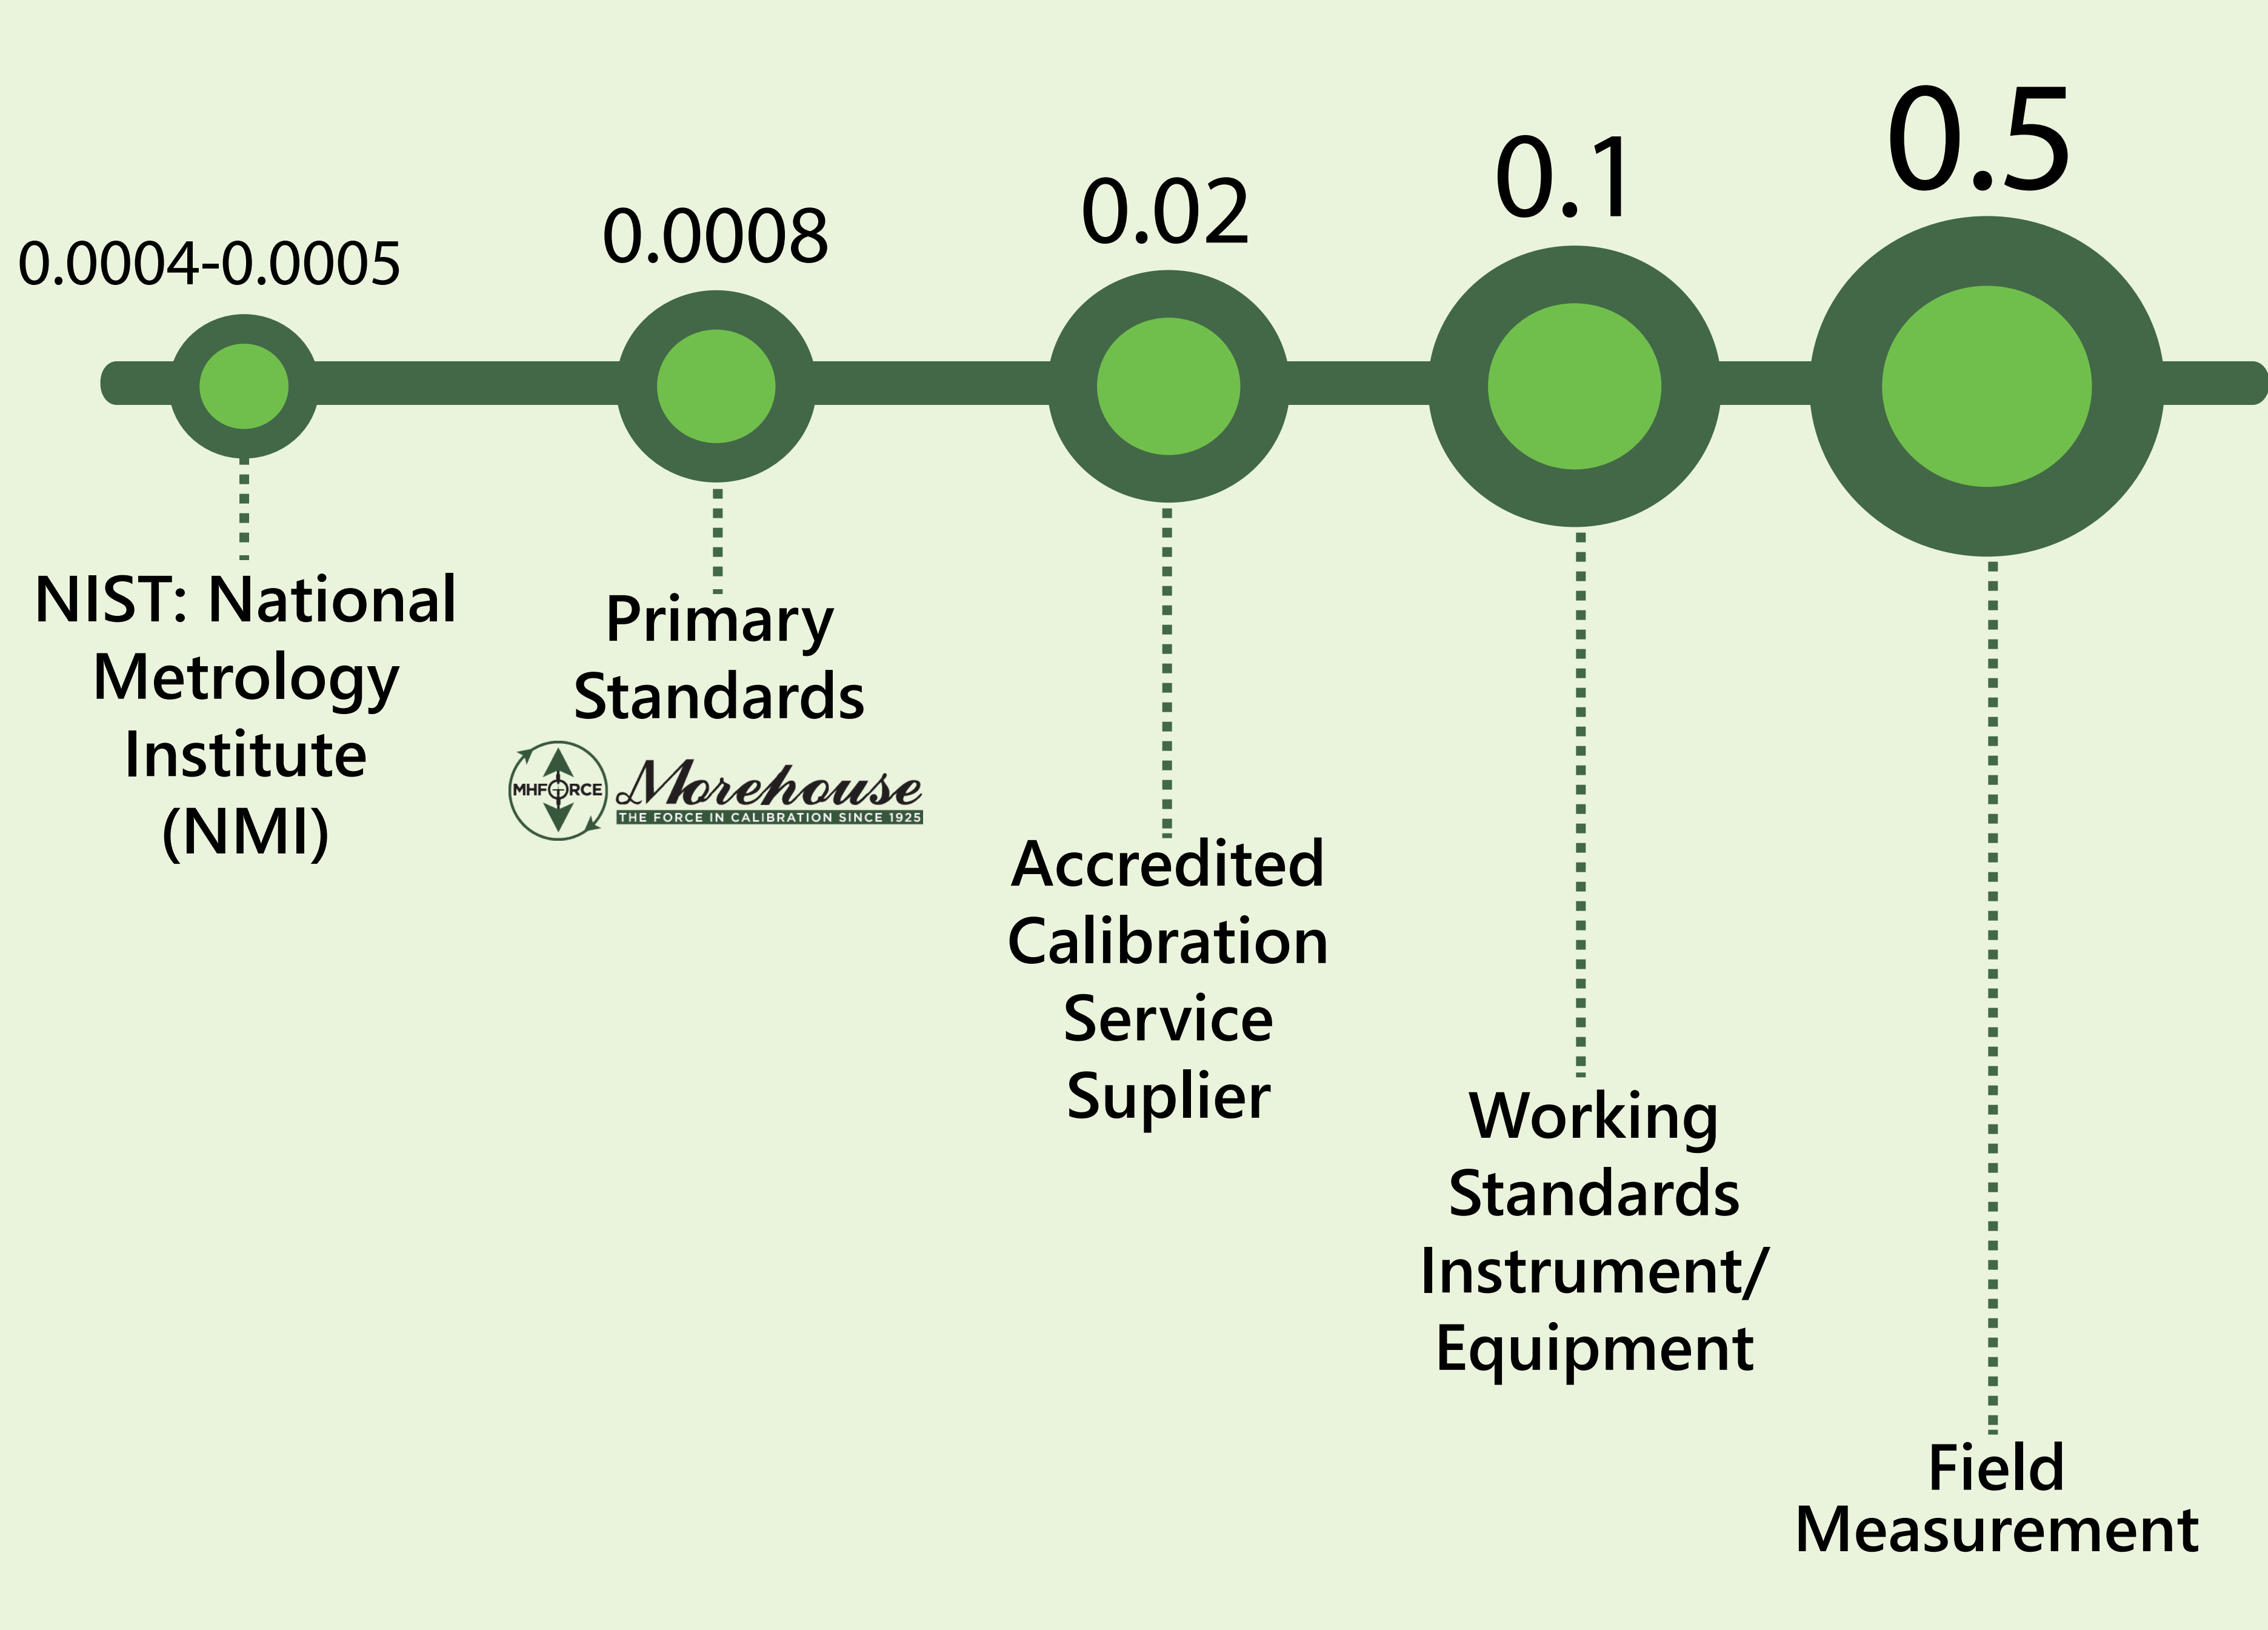 0.0004-0.0005
0.0008
0.02
0.1
0.5
NIST: National
Metrology
Institute
(NMI)
Primary
Standards
MHFORCE
Morehouse
THE FORCE IN CALIBRATION SINCE 1925
Accredited
Calibration
Service
Suplier
Working
Standards
Instrument/
Equipment
Field
Measurement